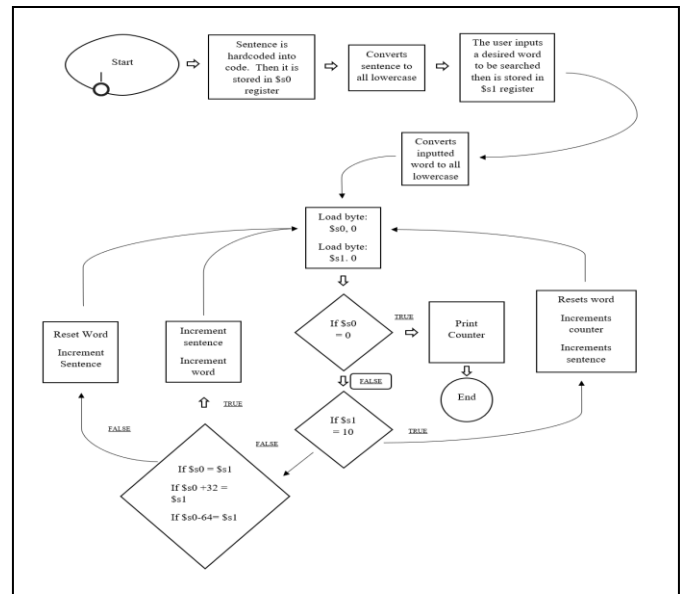 Start
Sentence is
hardcoded into
code. Then it is
stored in $s0
register
Converts
sentence to
all lowercase
The user inputs
a desired word
to be searched
then is stored in
$s1 register
Converts
inputted
word to all
lowercase
Load byte:
$s0, 0
Load byte:
$s1. 0
If $s0
= 0
TRUE
Print
Counter
End
FALSE
If $s1
= 10
TRUE
Resets word
Increments
counter
Increments
sentence
FALSE
If $s0 = $s1
If $s0 +32 =
$s1
If $s0-64= $s1
TRUE
Increment
sentence
Increment
word
FALSE
Reset Word
Increment
Sentence